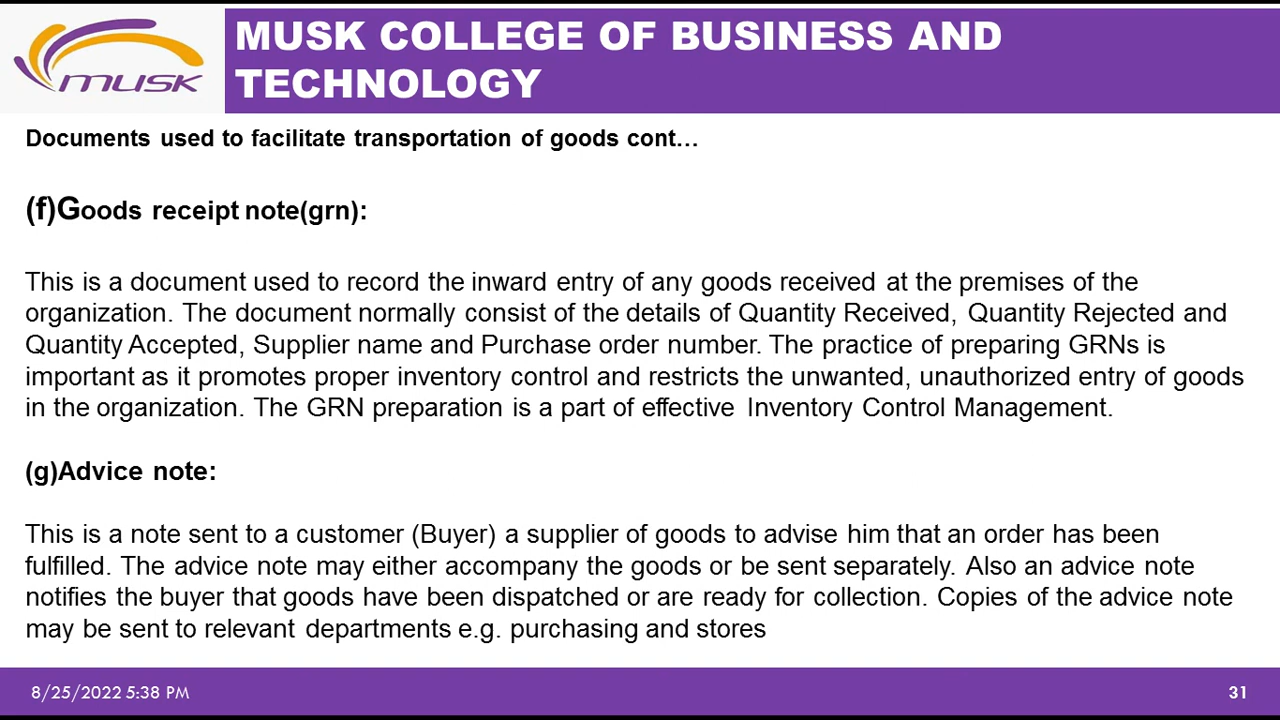 musk
MUSK COLLEGE OF BUSINESS AND
TECHNOLOGY
Documents used to facilitate transportation of goods cont…
(f)Goods receipt note(grn):
This is a document used to record the inward entry of any goods received at the premises of the
organization. The document normally consist of the details of Quantity Received, Quantity Rejected and
Quantity Accepted, Supplier name and Purchase order number. The practice of preparing GRNs is
important as it promotes proper inventory control and restricts the unwanted, unauthorized entry of goods
in the organization. The GRN preparation is a part of effective Inventory Control Management.
(g)Advice note:
This is a note sent to a customer (Buyer) a supplier of goods to advise him that an order has been
fulfilled. The advice note may either accompany the goods or be sent separately. Also an advice note
notifies the buyer that goods have been dispatched or are ready for collection. Copies of the advice note
may be sent to relevant departments e.g. purchasing and stores
8/25/2022 5:38 PM
31